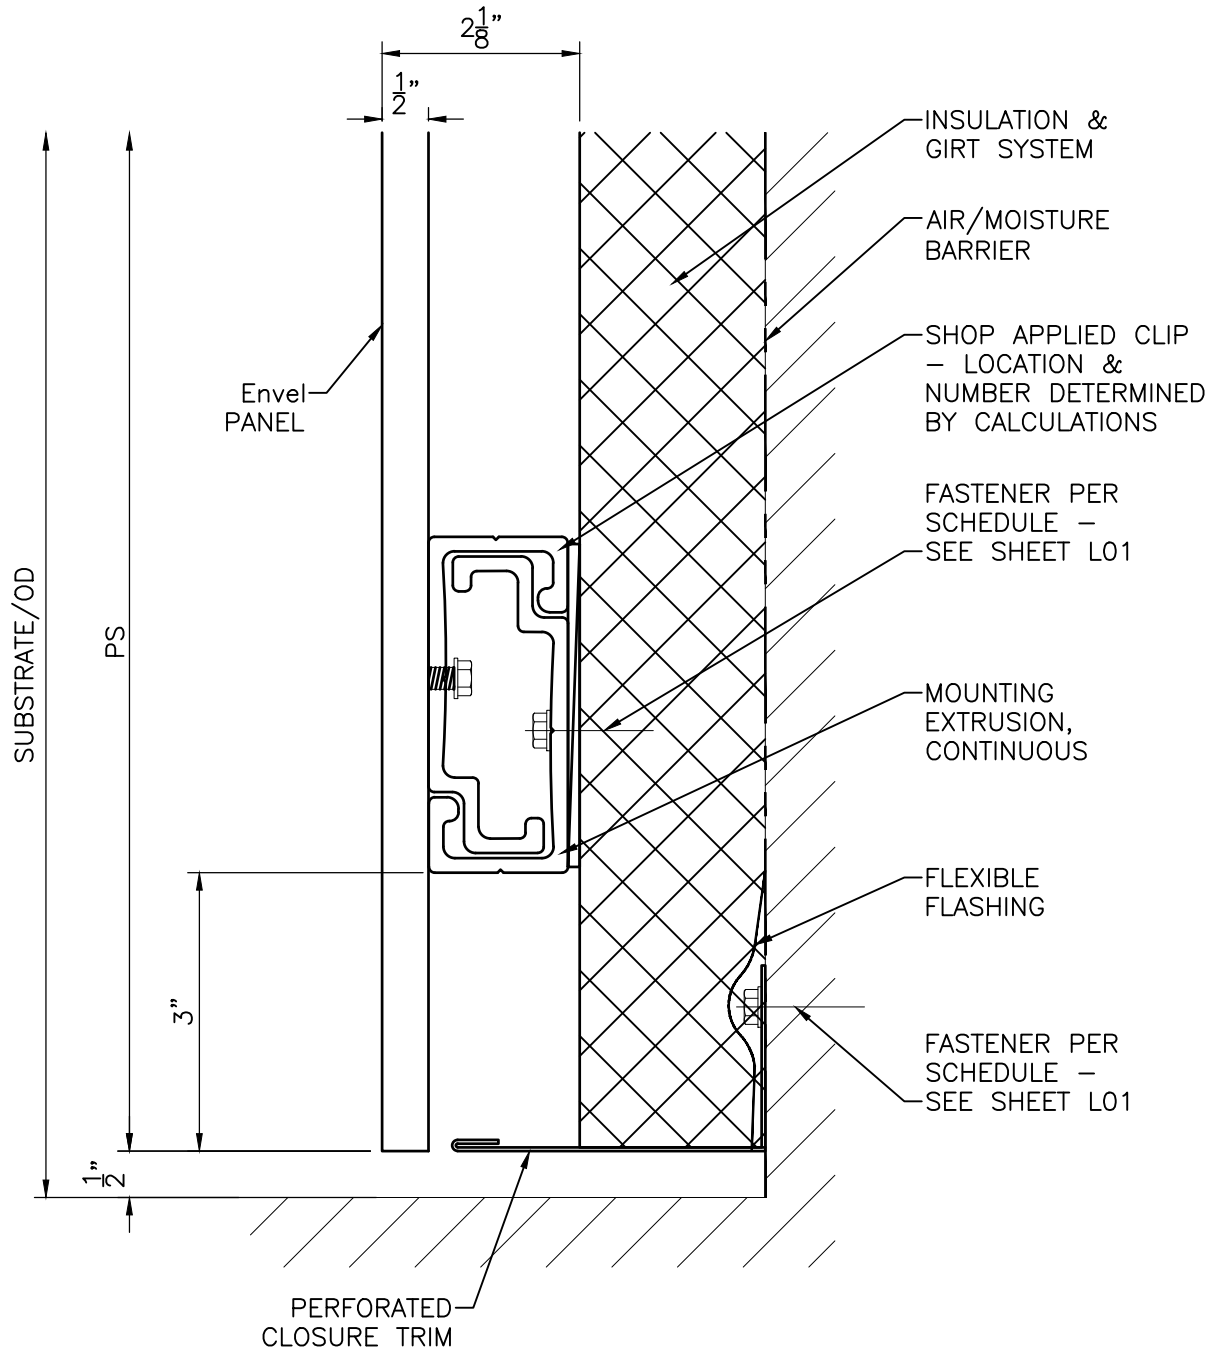 2 1/8"
1/2"
INSULATION &
GIRT SYSTEM
AIR/MOISTURE
BARRIER
SHOP APPLIED CLIP
– LOCATION &
NUMBER DETERMINED
BY CALCULATIONS
Envel
PANEL
FASTENER PER
SCHEDULE –
SEE SHEET L01
SUBSTRATE/OD
PS
MOUNTING
EXTRUSION,
CONTINUOUS
FLEXIBLE
FLASHING
3"
FASTENER PER
SCHEDULE –
SEE SHEET L01
1/2"
PERFORATED
CLOSURE TRIM